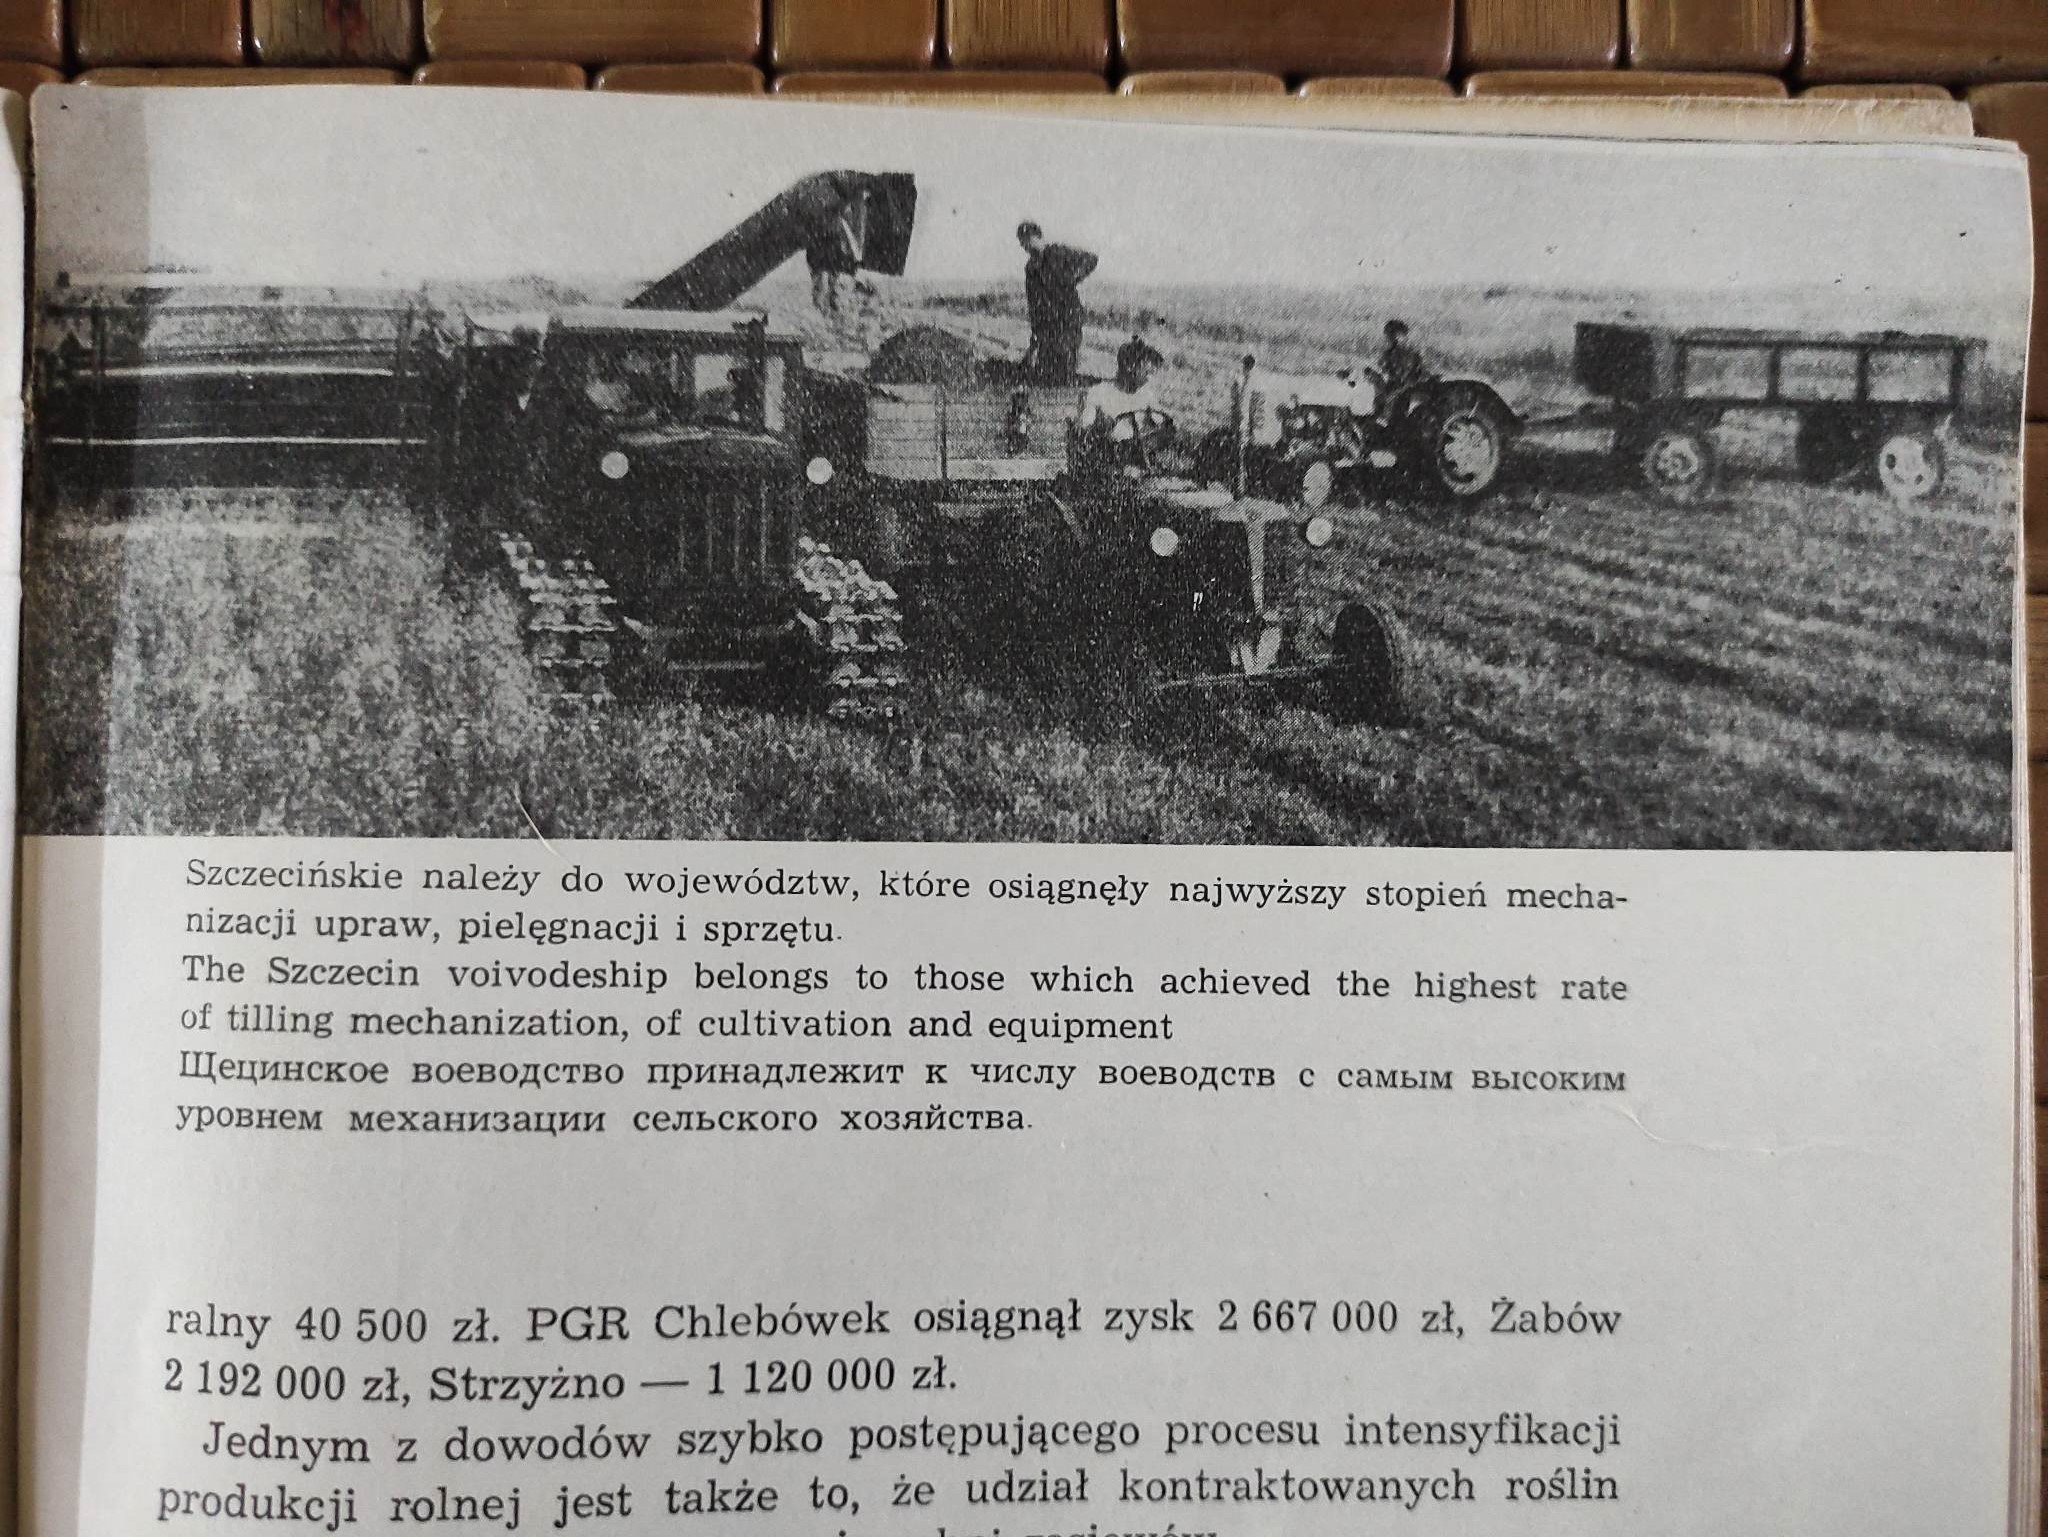 Szczecińskie należy do województw, które osiągnęły najwyższy stopień mecha-
nizacji upraw, pielęgnacji i sprzętu.
The Szczecin voivodeship belongs to those which achieved the highest rate
of tilling mechanization, of cultivation and equipment
Щецинское воеводство принадлежит к числу воеводств с самым высоким
уровнем механизации сельского хозяйства.
ralny 40 500 zł. PGR Chlebówek osiągnął zysk 2 667 000 zł, Żabów
2 192 000 zł, Strzyżno — 1 120 000 zł.
Jednym z dowodów szybko postępującego procesu intensyfikacji
produkcji rolnej jest także to, że udział kontraktowanych roślin